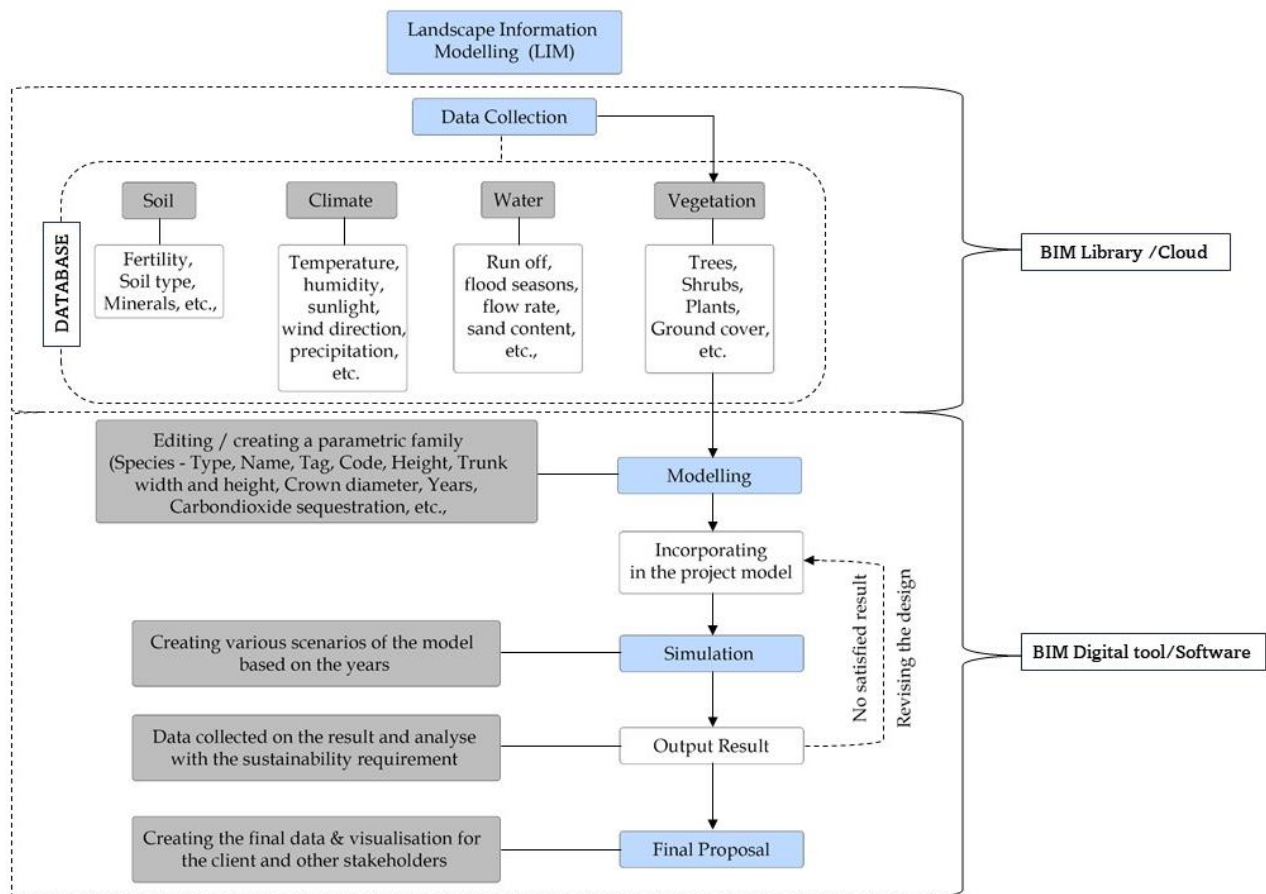 Landscape Information
Modelling (LIM)
Data Collection
DATABASE
Soil
Fertility,
Soil type,
Minerals, etc.,
Climate
Temperature,
humidity,
sunlight,
wind direction,
precipitation,
etc.
Water
Run off,
flood seasons,
flow rate,
sand content,
etc.,
Vegetation
Trees,
Shrubs,
Plants,
Ground cover,
etc.
BIM Library /Cloud
Editing / creating a parametric family
(Species - Type, Name, Tag, Code, Height, Trunk
width and height, Crown diameter, Years,
Carbondioxide sequestration, etc.,
Modelling
Incorporating
in the project model
No satisfied result
Revising the design
Creating various scenarios of the model
based on the years
Simulation
BIM Digital tool/Software
Data collected on the result and analyse
with the sustainability requirement
Output Result
Creating the final data & visualisation for
the client and other stakeholders
Final Proposal